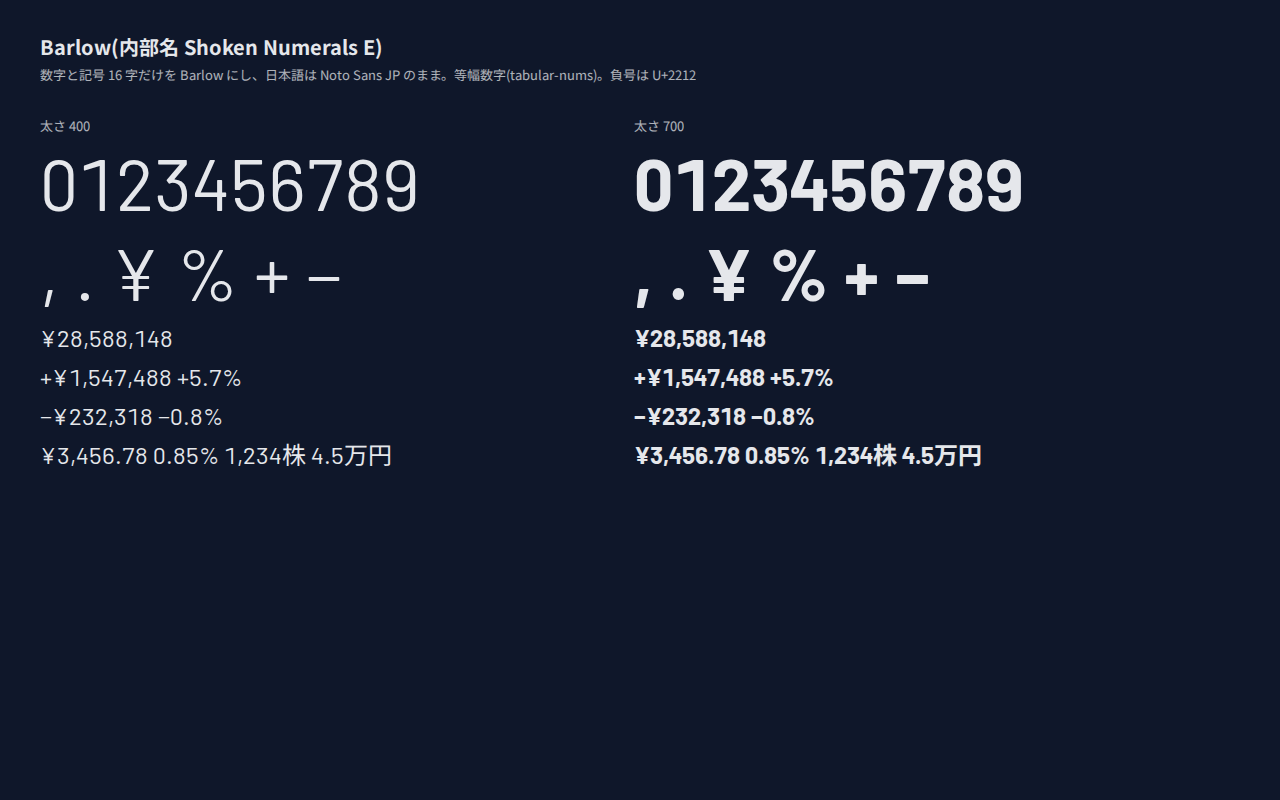 Barlow(内部名 Shoken Numerals E)
数字と記号 16 字だけを Barlow にし、日本語は Noto Sans JP のまま。等幅数字(tabular-nums)。負号は U+2212
太さ 400
0123456789
, . ¥ % + −
¥28,588,148
+¥1,547,488 +5.7%
−¥232,318 −0.8%
¥3,456.78 0.85% 1,234株 4.5万円
太さ 700
0123456789
, . ¥ % + −
¥28,588,148
+¥1,547,488 +5.7%
−¥232,318 −0.8%
¥3,456.78 0.85% 1,234株 4.5万円